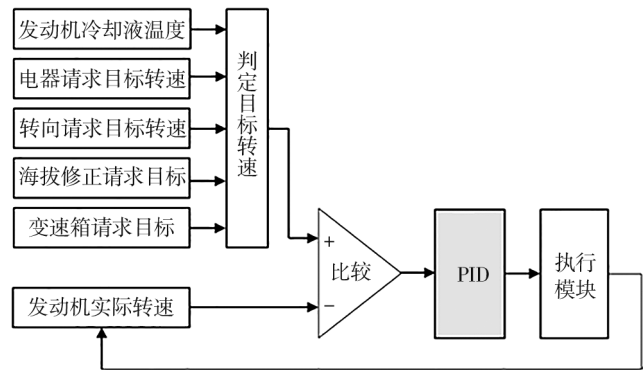 发动机冷却液温度
电器请求目标转速
转向请求目标转速
海拔修正请求目标
变速箱请求目标
判定目标转速
+
比较
−
PID
执行
模块
发动机实际转速